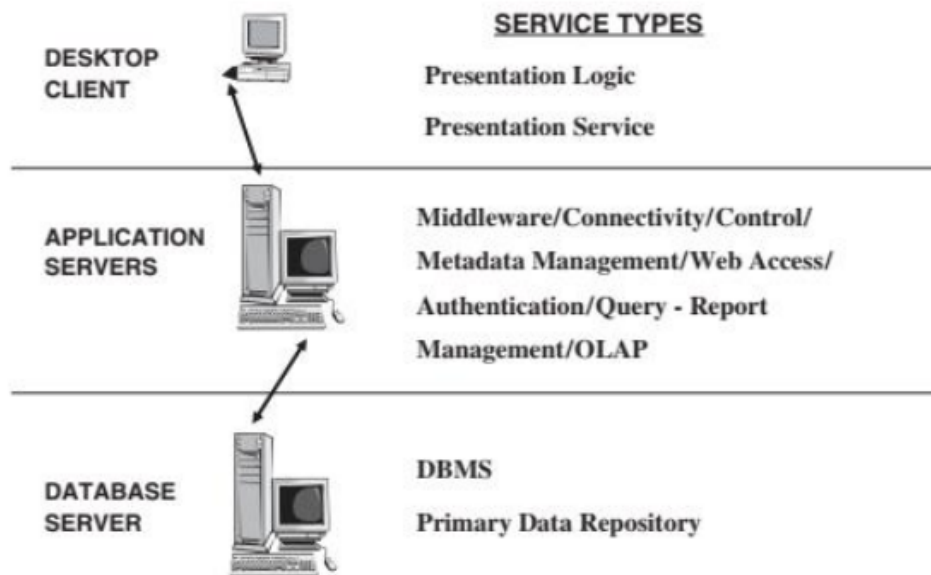 SERVICE TYPES
DESKTOP
CLIENT
Presentation Logic
Presentation Service
APPLICATION
SERVERS
Middleware/Connectivity/Control/
Metadata Management/Web Access/
Authentication/Query - Report
Management/OLAP
DATABASE
SERVER
DBMS
Primary Data Repository